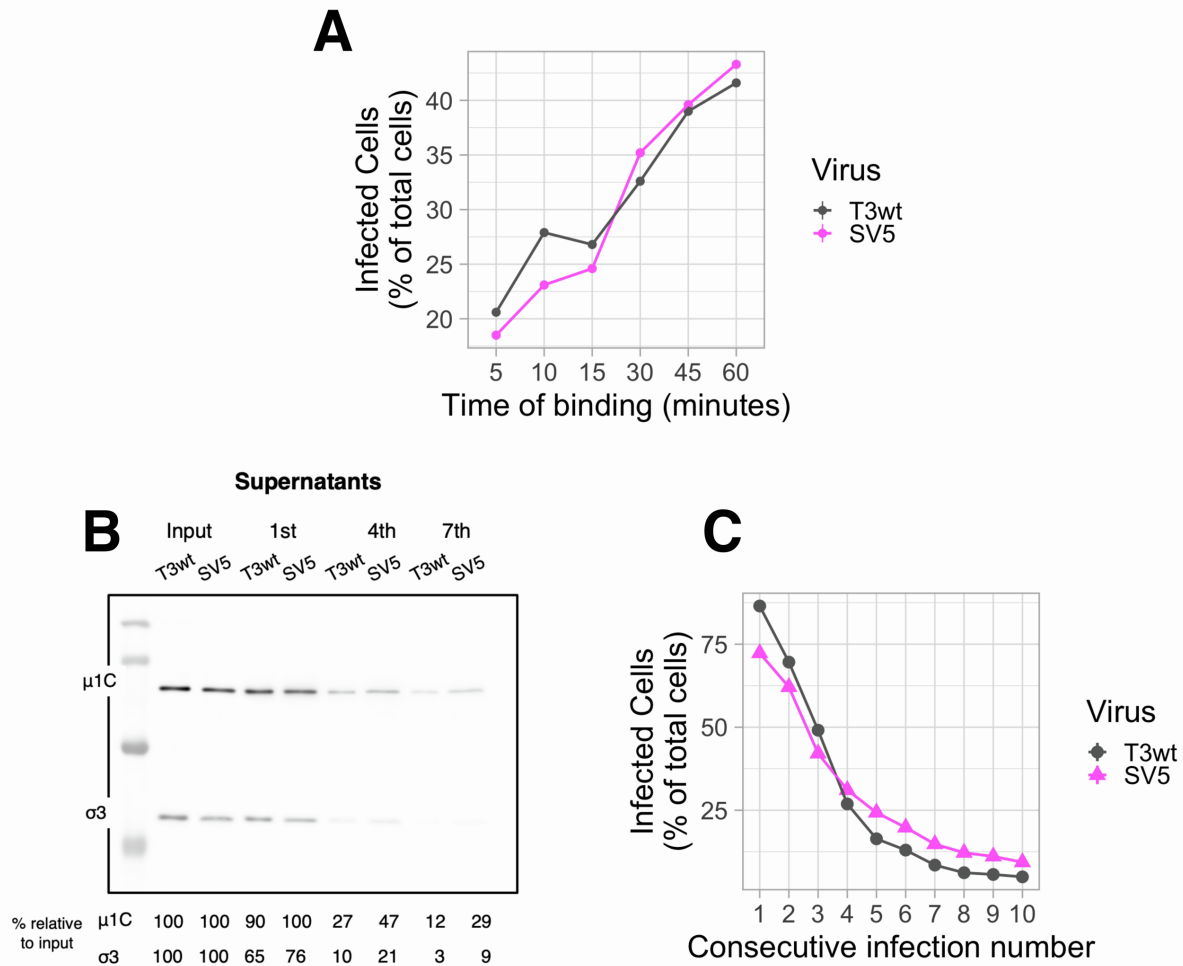 A
Infected Cells
(% of total cells)
40
35
30
25
20
5 10 15 30 45 60
Time of binding (minutes)
Virus
T3wt
SV5
Supernatants
B
Input 1st 4th 7th
T3wt SV5 T3wt SV5 T3wt SV5 T3wt SV5
μ1C
σ3
% relative
to input
μ1C 100 100 90 100 27 47 12 29
σ3 100 100 65 76 10 21 3 9
C
Infected Cells
(% of total cells)
75
50
25
1 2 3 4 5 6 7 8 9 10
Consecutive infection number
Virus
T3wt
SV5